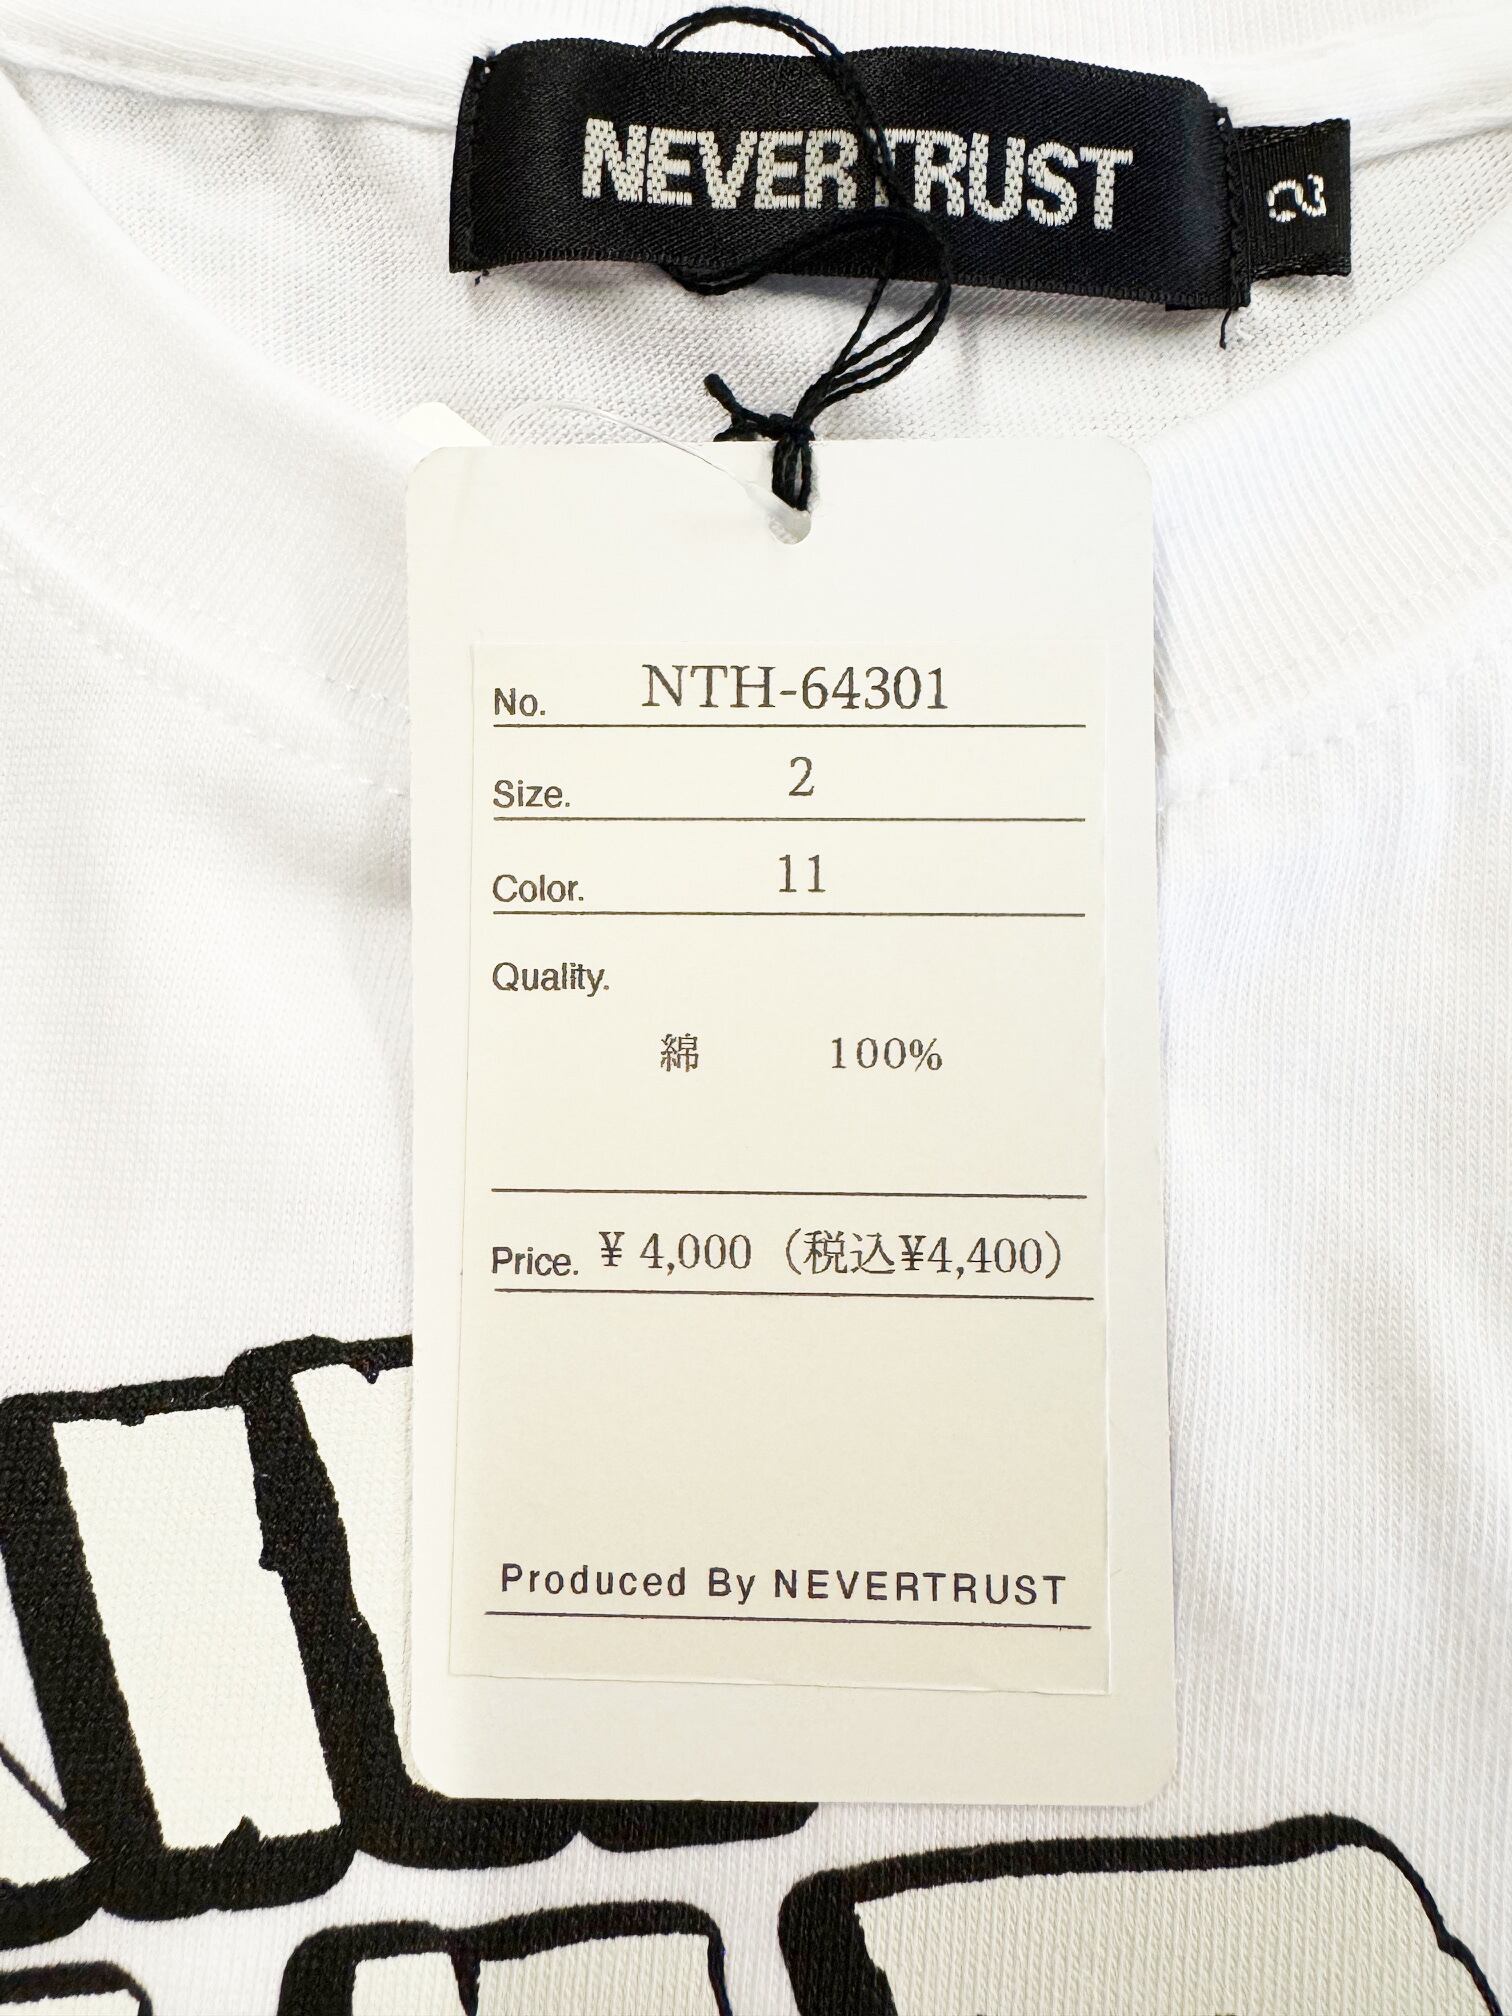 NEVERTRUST
2
No. NTH-64301
Size. 2
Color. 11
Quality.
綿 100%
Price. ¥ 4,000 (税込¥4,400)
Produced By NEVERTRUST